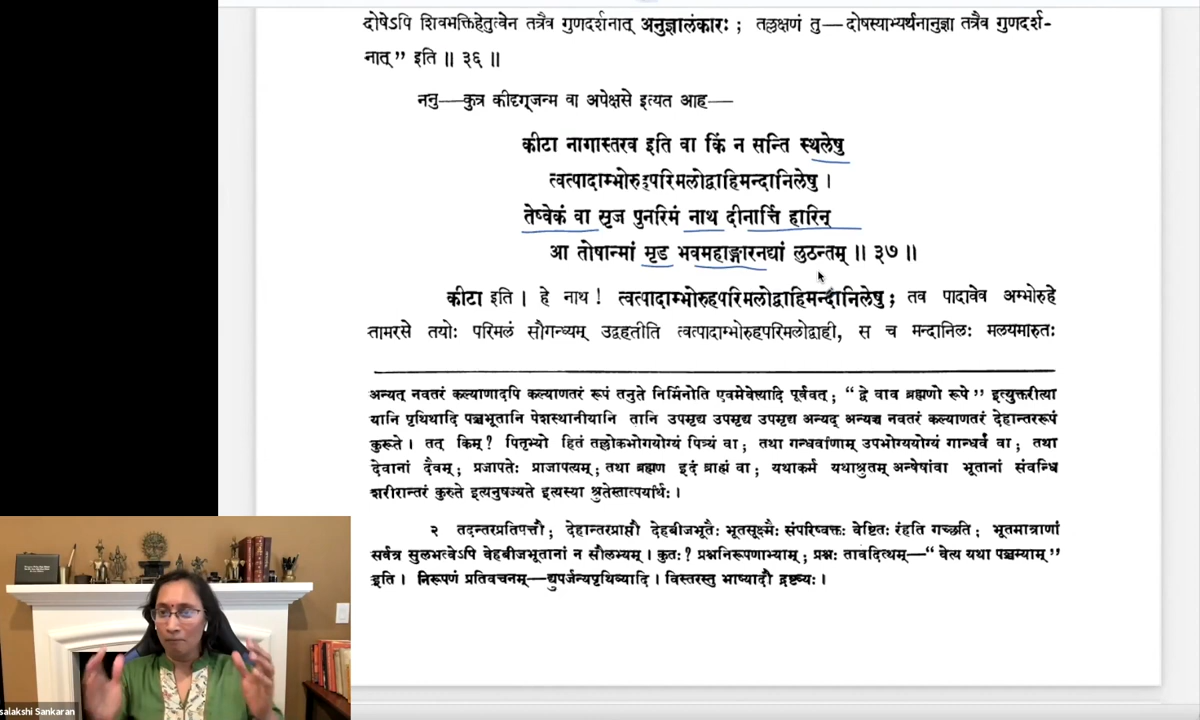 दोषेऽपि शिवभक्तिहेतुत्वेन तत्रैव गुणदर्शनात् अनुज्ञालंकारः ; तल्लक्षणं तु—दोषस्याभ्यर्थनानुज्ञा तत्रैव गुणदर्श-
नात्” इति ॥ ३६ ॥
ननु—कुत्र कीदृग्जन्म वा अपेक्षसे इत्यत आह—
कीटा नागास्तरव इति वा किं न सन्ति स्थलेषु
त्वत्पादाम्भोरुहपरिमलोद्वाहिमन्दानिलेषु ।
तेष्वेकं वा सृज पुनरिमं नाथ दीनार्त्ति हारिन्
आ तोषान्मां मृड भवमहाङ्गारनद्यां लुठन्तम् ॥ ३७ ॥
कीटा इति । हे नाथ ! त्वत्पादाम्भोरुहपरिमलोद्वाहिमन्दानिलेषु ; तव पादावेव अम्भोरुहे
तामरसे तयोः परिमलं सौगन्ध्यम् उद्वहतीति त्वत्पादाम्भोरुहपरिमलोद्वाही, स च मन्दानिलः मलयमारुतः
अन्यत् नवतरं कल्याणादपि कल्याणतरं रूपं तनुते निर्मिनोति एवमेवेत्यादि पूर्ववत् ; “ द्वे वाव ब्रह्मणो रूपे ” इत्युक्तरीत्या
यानि पृथिव्यादि पञ्चभूतानि पेशस्थानीयानि तानि उपमृद्य उपमृद्य उपमृद्य अन्यद् अन्यच्च नवतरं कल्याणतरं देहान्तररूपं
कुरुते । तत् किम् ? पितृभ्यो हितं तल्लोकभोगयोग्यं पित्र्यं वा ; तथा गन्धर्वाणाम् उपभोग्ययोग्यं गान्धर्वं वा ; तथा
देवानां दैवम् ; प्रजापतेः प्राजापत्यम् ; तथा ब्रह्मण इदं ब्राह्मं वा ; यथाकर्म यथाश्रुतम् अन्येषांवा भूतानां संवन्धि
शरीरान्तरं कुरुते इत्यनुषज्यते इत्यस्या श्रुतेस्तात्पर्यार्थः ।
२ तदन्तरप्रतिपत्तौ ; देहान्तरप्राप्तौ देहबीजभूतैः भूतसूक्ष्मैः संपरिष्वक्तः वेष्टितः रंहति गच्छति ; भूतमात्राणां
सर्वत्र सुलभत्वेऽपि देहबीजभूतानां न सौलभ्यम् । कुतः ? प्रश्ननिरूपणाभ्याम् ; प्रश्नः तावदित्थम्—“ वेत्थ यथा पञ्चम्याम् ”
इति । निरूपणं प्रतिवचनम्—द्युपर्जन्यपृथिव्यादि । विस्तरस्तु भाष्यादौ द्रष्टव्यः ।
salakshi Sankaran